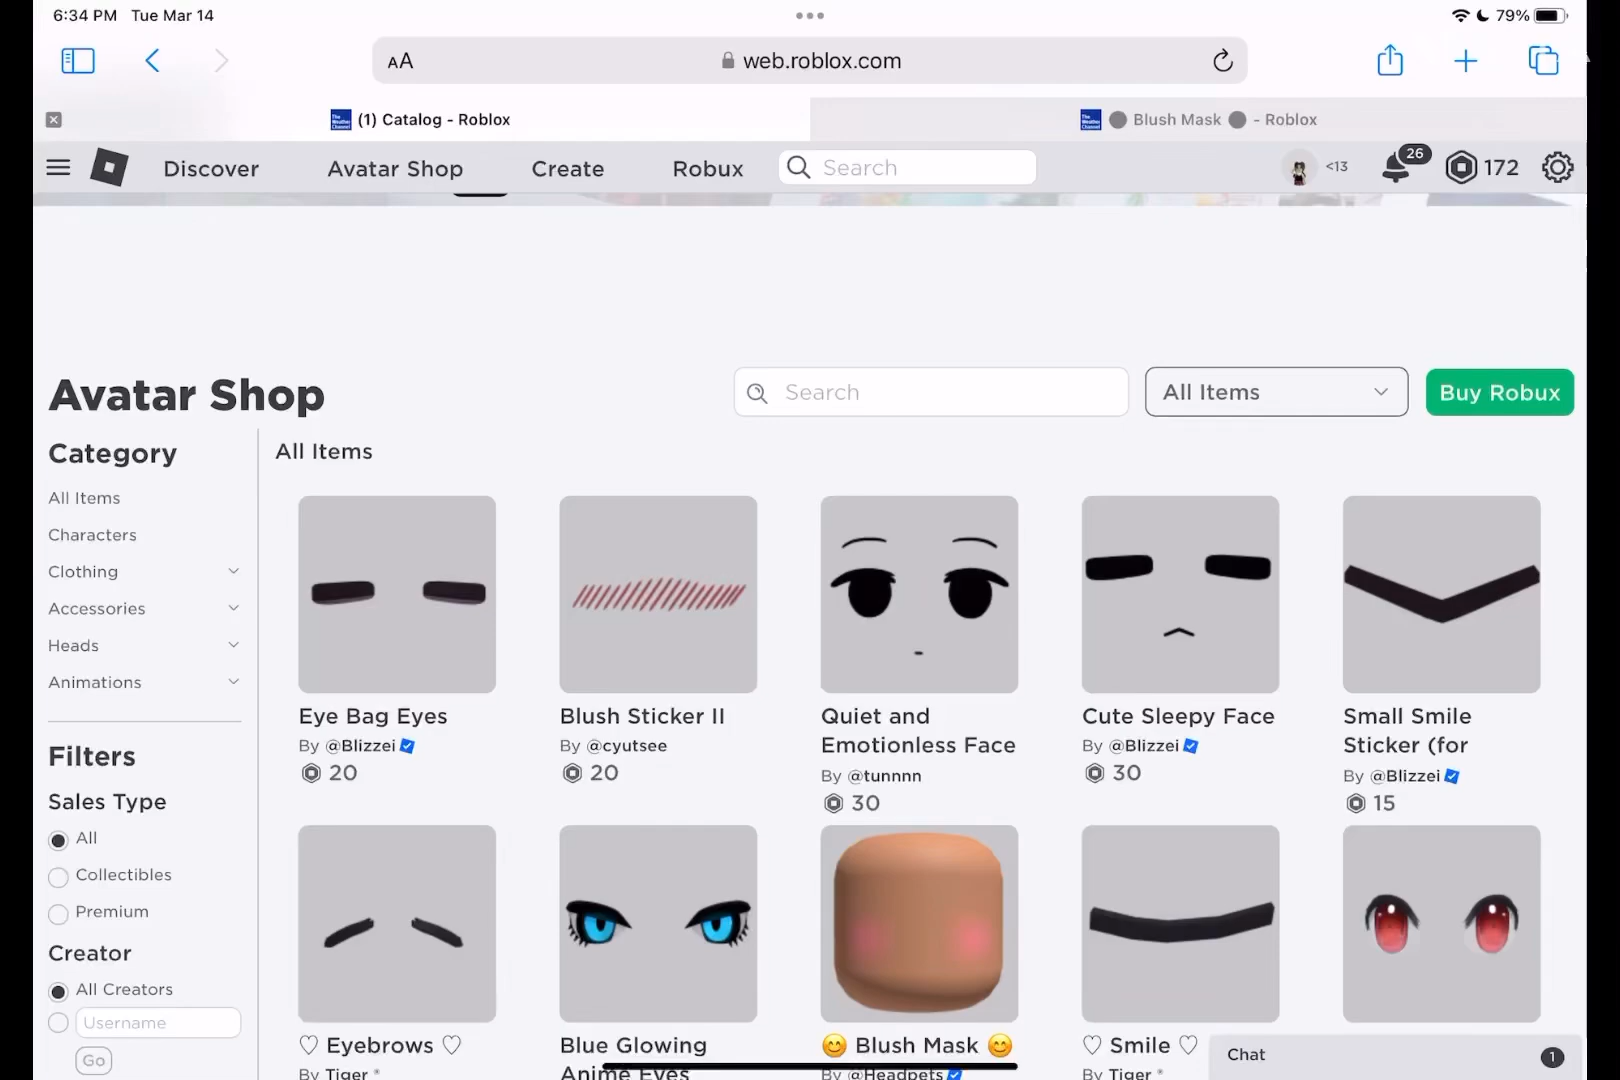 6:34 PM Tue Mar 14
79%
AA
web.roblox.com
(1) Catalog - Roblox
Blush Mask - Roblox
Discover
Avatar Shop
Create
Robux
Search
<13
26
172
Avatar Shop
Search
All Items
Buy Robux
Category
All Items
Characters
Clothing
Accessories
Heads
Animations
Filters
Sales Type
All
Collectibles
Premium
Creator
All Creators
Username
Go
All Items
Eye Bag Eyes
By @Blizzei
20
Blush Sticker II
By @cyutsee
20
Quiet and
Emotionless Face
By @tunnnn
30
Cute Sleepy Face
By @Blizzei
30
Small Smile
Sticker (for
By @Blizzei
15
♡ Eyebrows ♡
By Tiger *
Blue Glowing
Anime Eyes
😊 Blush Mask 😊
By @Headpets
♡ Smile ♡
By Tiger *
Chat
1